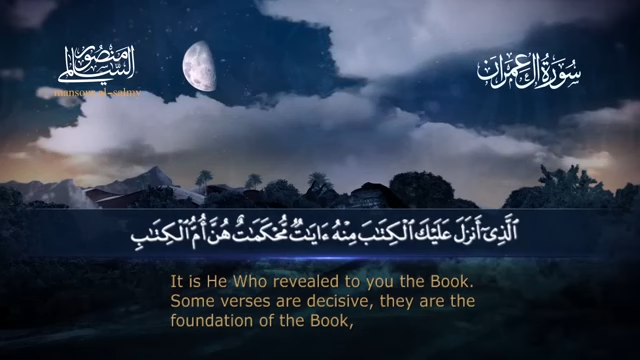 منصور السالمي
mansour al-salmy
سورة آل عمران
ٱلَّذِىٓ أَنزَلَ عَلَيْكَ ٱلْكِتَٰبَ مِنْهُ ءَايَٰتٌ مُّحْكَمَٰتٌ هُنَّ أُمُّ ٱلْكِتَٰبِ
It is He Who revealed to you the Book.
Some verses are decisive, they are the
foundation of the Book,